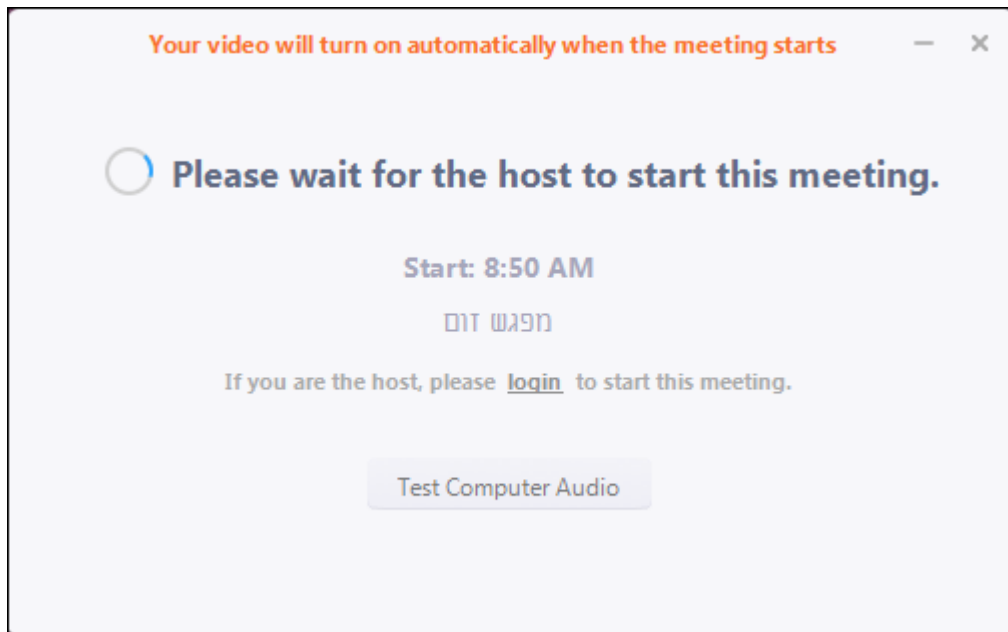 Your video will turn on automatically when the meeting starts
Please wait for the host to start this meeting.
Start: 8:50 AM
מפגש זום
If you are the host, please login to start this meeting.
Test Computer Audio